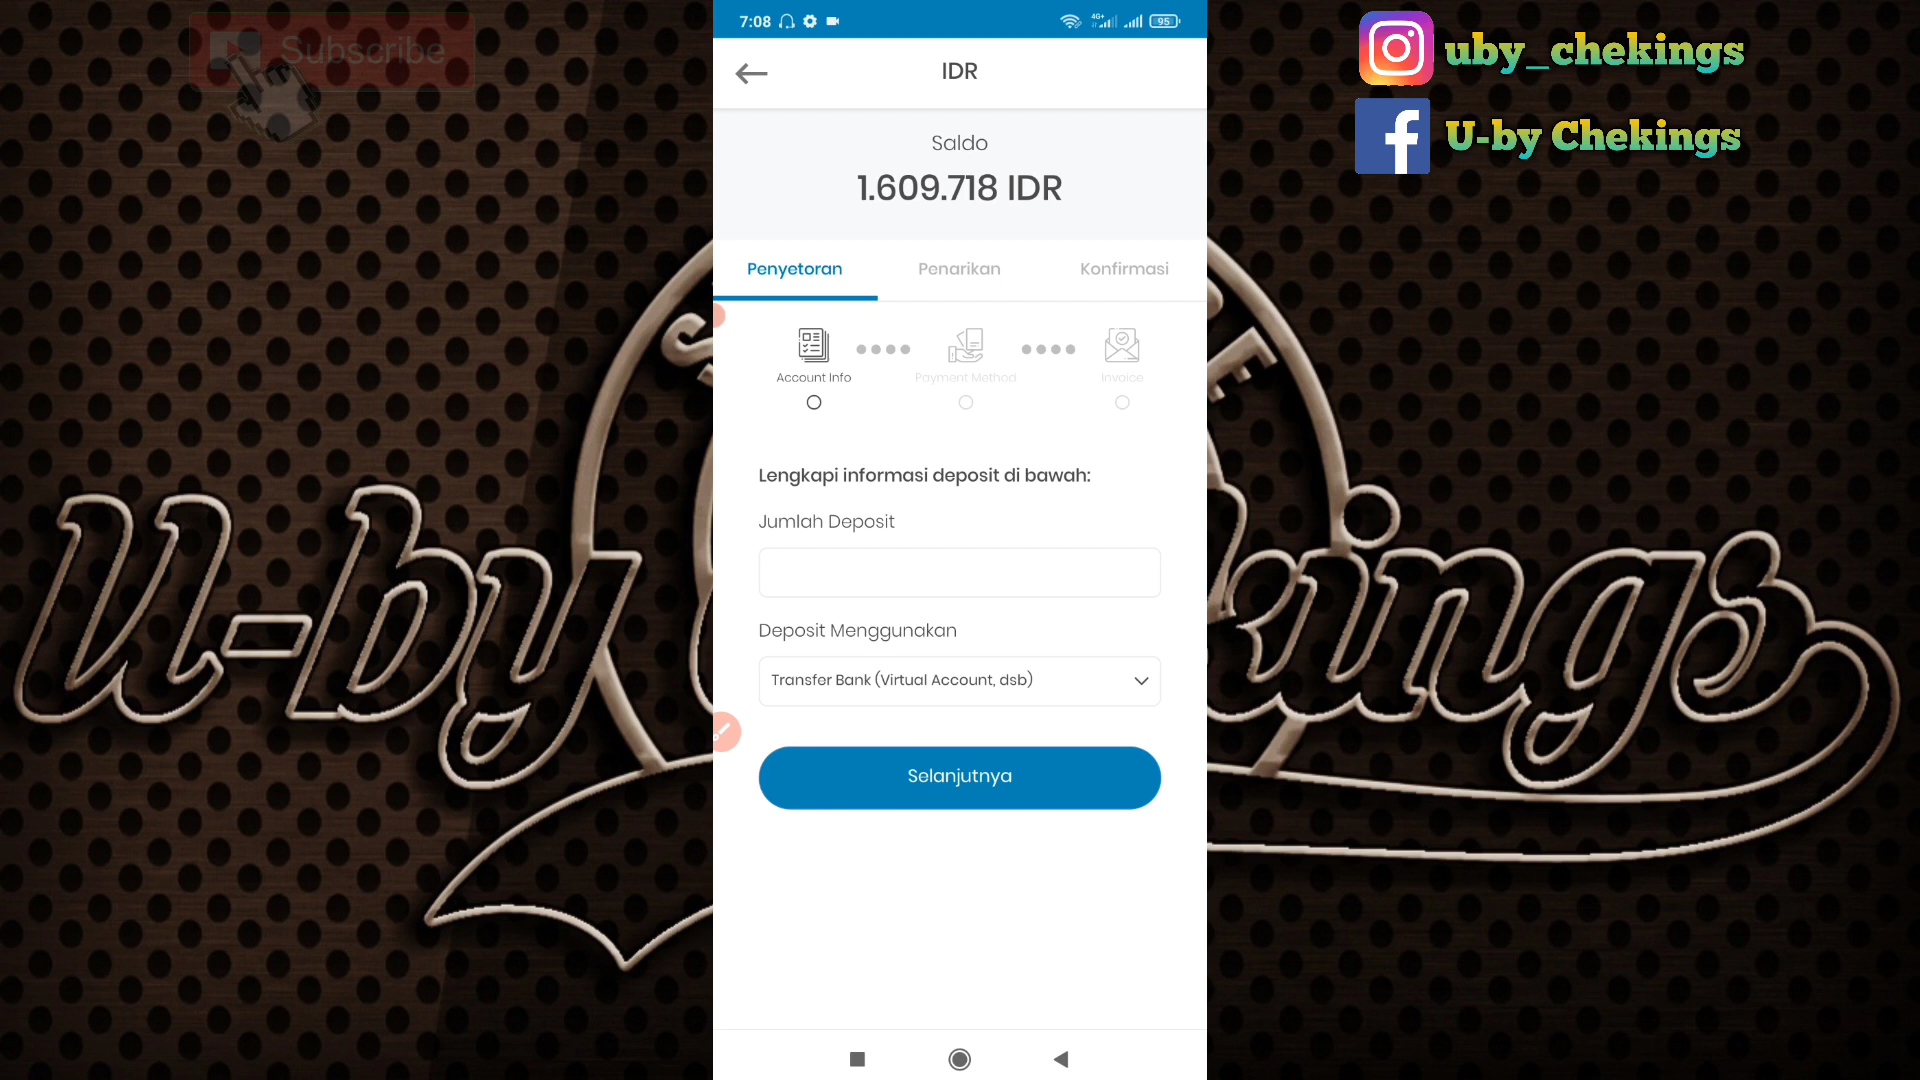 Subscribe
7:08
4G+
95
uby_chekings
U-by Chekings
IDR
Saldo
1.609.718 IDR
Penyetoran
Penarikan
Konfirmasi
Account Info
Payment Method
Invoice
Lengkapi informasi deposit di bawah:
Jumlah Deposit
Deposit Menggunakan
Transfer Bank (Virtual Account, dsb)
Selanjutnya
U-by
kings